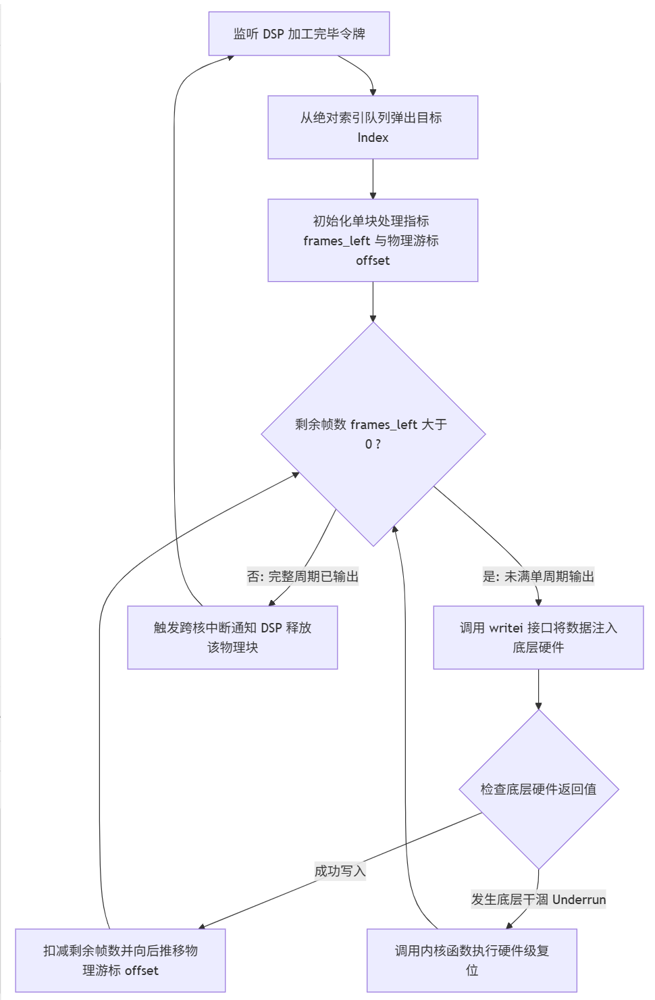 监听 DSP 加工完毕令牌
从绝对索引队列弹出目标
Index
初始化单块处理指标
frames_left 与物理游标
offset
剩余帧数 frames_left 大于
0 ?
否: 完整周期已输出
是: 未满单周期输出
触发跨核中断通知 DSP 释放
该物理块
调用 writei 接口将数据注入
底层硬件
检查底层硬件返回值
成功写入
发生底层干涸 Underrun
扣减剩余帧数并向后推移物
理游标 offset
调用内核函数执行硬件级复
位